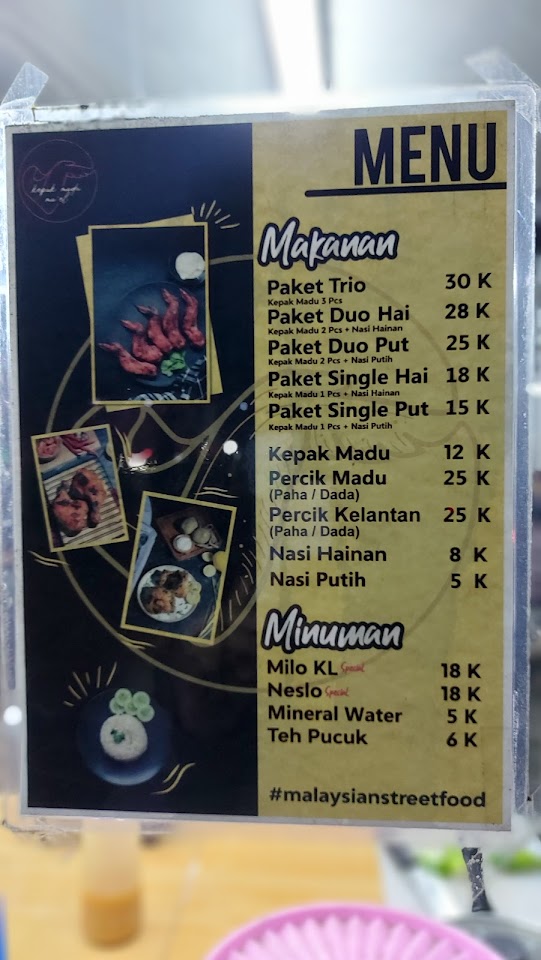 kepak madu
MENU
Makanan
Paket Trio 30 K
Kepak Madu 3 Pcs
Paket Duo Hai 28 K
Kepak Madu 2 Pcs + Nasi Hainan
Paket Duo Put 25 K
Kepak Madu 2 Pcs + Nasi Putih
Paket Single Hai 18 K
Kepak Madu 1 Pcs + Nasi Hainan
Paket Single Put 15 K
Kepak Madu 1 Pcs + Nasi Putih
Kepak Madu 12 K
Percik Madu 25 K
(Paha / Dada)
Percik Kelantan 25 K
(Paha / Dada)
Nasi Hainan 8 K
Nasi Putih 5 K
Minuman
Milo KL Special 18 K
Neslo Special 18 K
Mineral Water 5 K
Teh Pucuk 6 K
#malaysianstreetfood